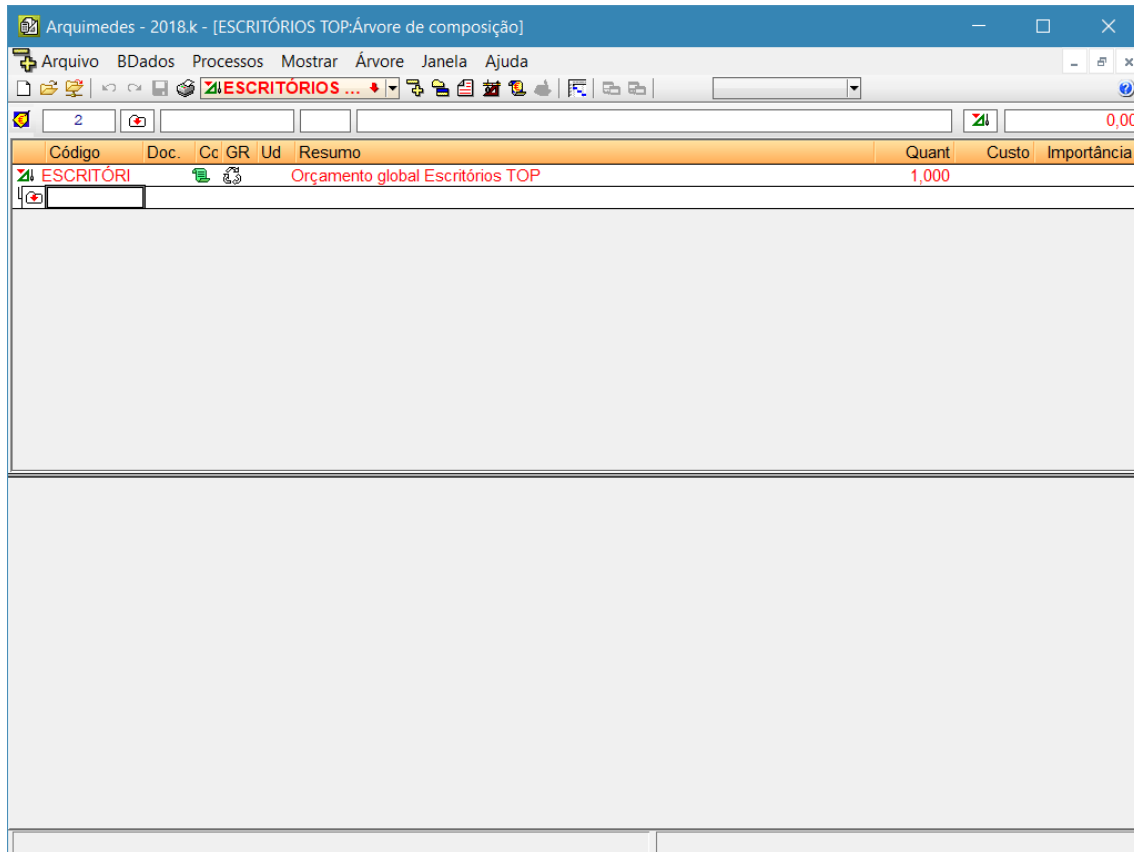 Arquimedes - 2018.k - [ESCRITÓRIOS TOP:Árvore de composição]
Arquivo BDados Processos Mostrar Árvore Janela Ajuda
ESCRITÓRIOS ...
2 0,00
Código Doc. Cc GR Ud Resumo Quant Custo Importância
ESCRITÓRI Orçamento global Escritórios TOP 1,000